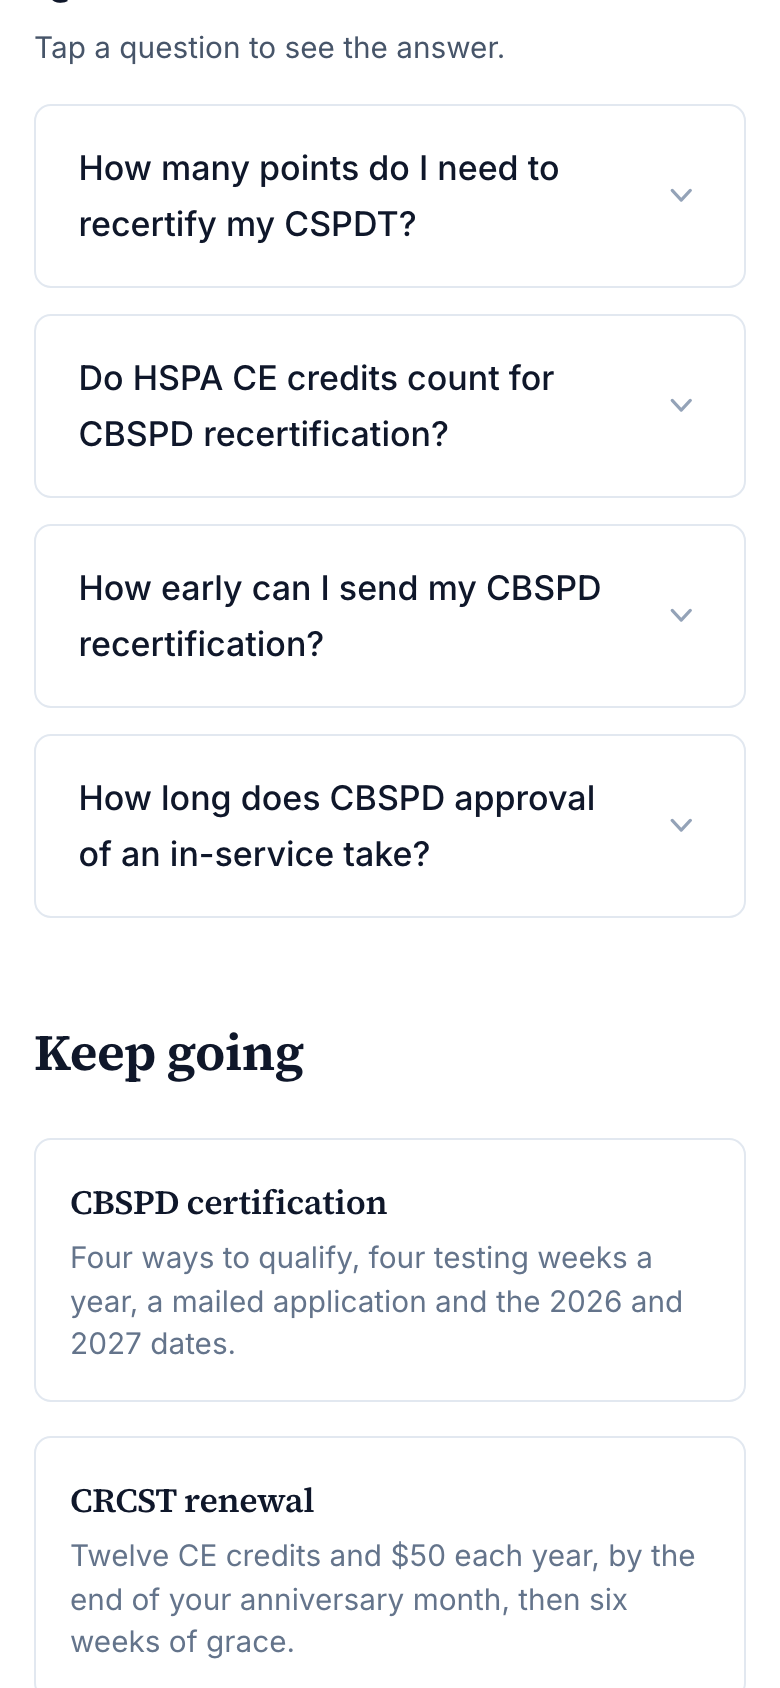 Tap a question to see the answer.
How many points do I need to
recertify my CSPDT?
Do HSPA CE credits count for
CBSPD recertification?
How early can I send my CBSPD
recertification?
How long does CBSPD approval
of an in-service take?
Keep going
CBSPD certification
Four ways to qualify, four testing weeks a
year, a mailed application and the 2026 and
2027 dates.
CRCST renewal
Twelve CE credits and $50 each year, by the
end of your anniversary month, then six
weeks of grace.